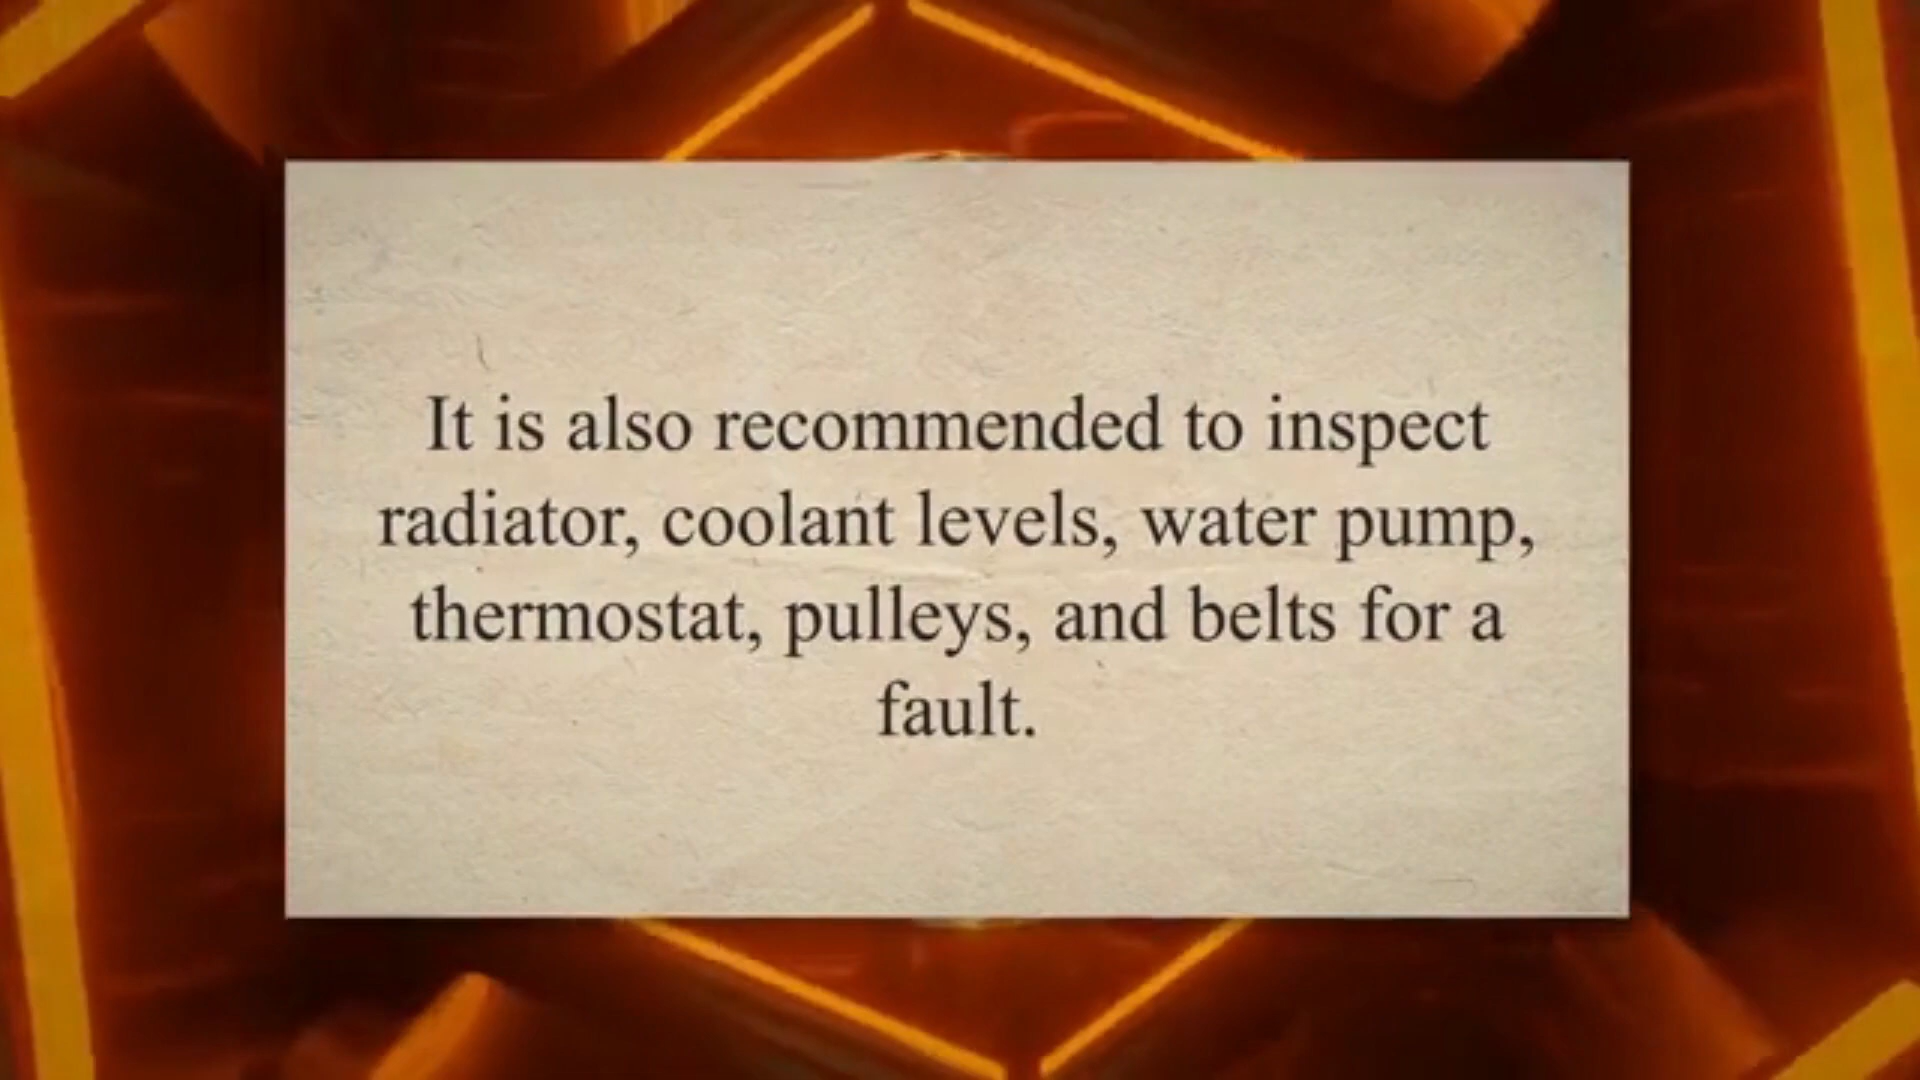 It is also recommended to inspect
radiator, coolant levels, water pump,
thermostat, pulleys, and belts for a
fault.